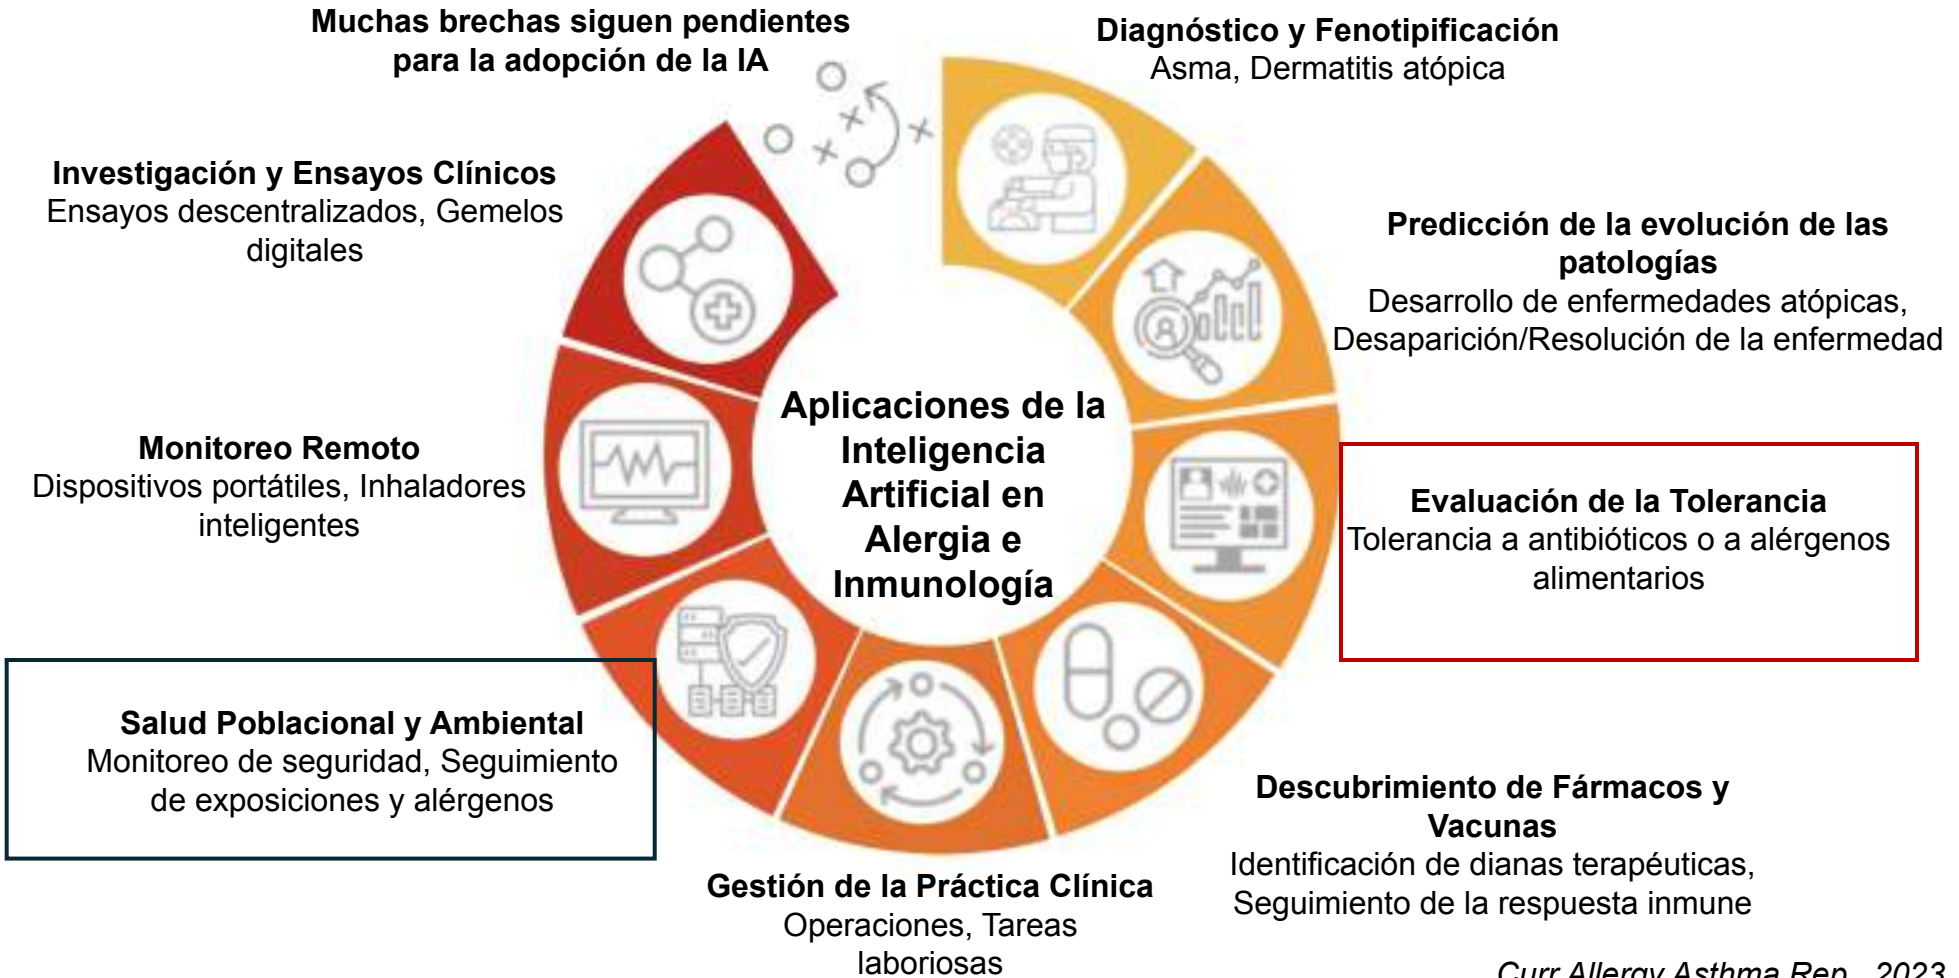 Muchas brechas siguen pendientes
para la adopción de la IA
Diagnóstico y Fenotipificación
Asma, Dermatitis atópica
Predicción de la evolución de las
patologías
Desarrollo de enfermedades atópicas,
Desaparición/Resolución de la enfermedad
Evaluación de la Tolerancia
Tolerancia a antibióticos o a alérgenos
alimentarios
Descubrimiento de Fármacos y
Vacunas
Identificación de dianas terapéuticas,
Seguimiento de la respuesta inmune
Gestión de la Práctica Clínica
Operaciones, Tareas
laboriosas
Salud Poblacional y Ambiental
Monitoreo de seguridad, Seguimiento
de exposiciones y alérgenos
Monitoreo Remoto
Dispositivos portátiles, Inhaladores
inteligentes
Investigación y Ensayos Clínicos
Ensayos descentralizados, Gemelos
digitales
Aplicaciones de la
Inteligencia
Artificial en
Alergia e
Inmunología
Curr Allergy Asthma Rep., 2023